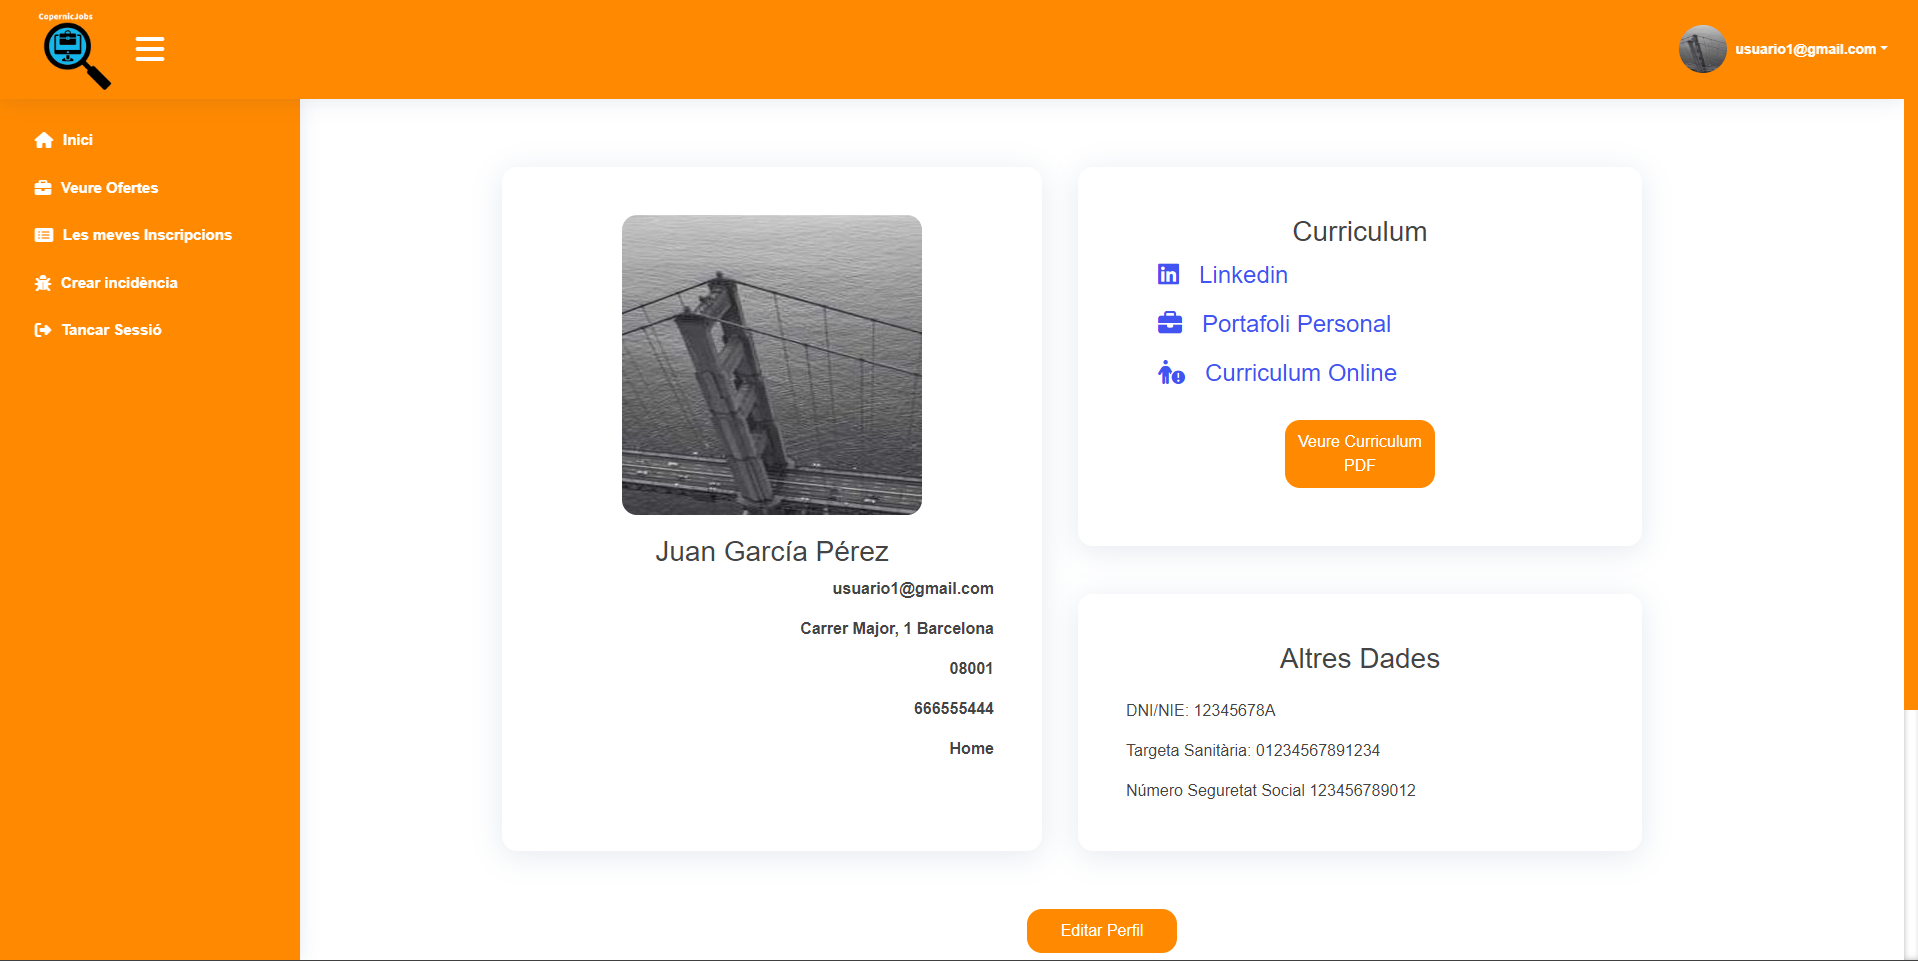 CopernicJobs
usuario1@gmail.com
Inici
Veure Ofertes
Les meves Inscripcions
Crear incidència
Tancar Sessió
Juan García Pérez
usuario1@gmail.com
Carrer Major, 1 Barcelona
08001
666555444
Home
Curriculum
Linkedin
Portafoli Personal
Curriculum Online
Veure Curriculum
PDF
Altres Dades
DNI/NIE: 12345678A
Targeta Sanitària: 01234567891234
Número Seguretat Social 123456789012
Editar Perfil